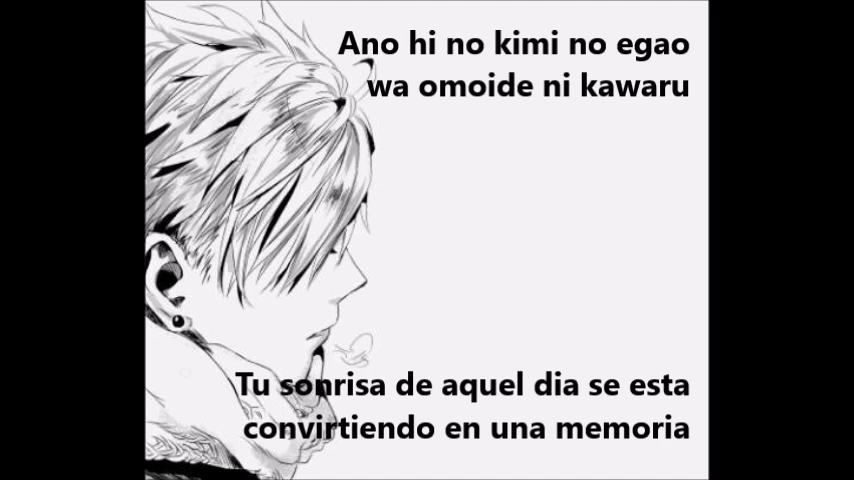 Ano hi no kimi no egao
wa omoide ni kawaru
Tu sonrisa de aquel dia se esta
convirtiendo en una memoria